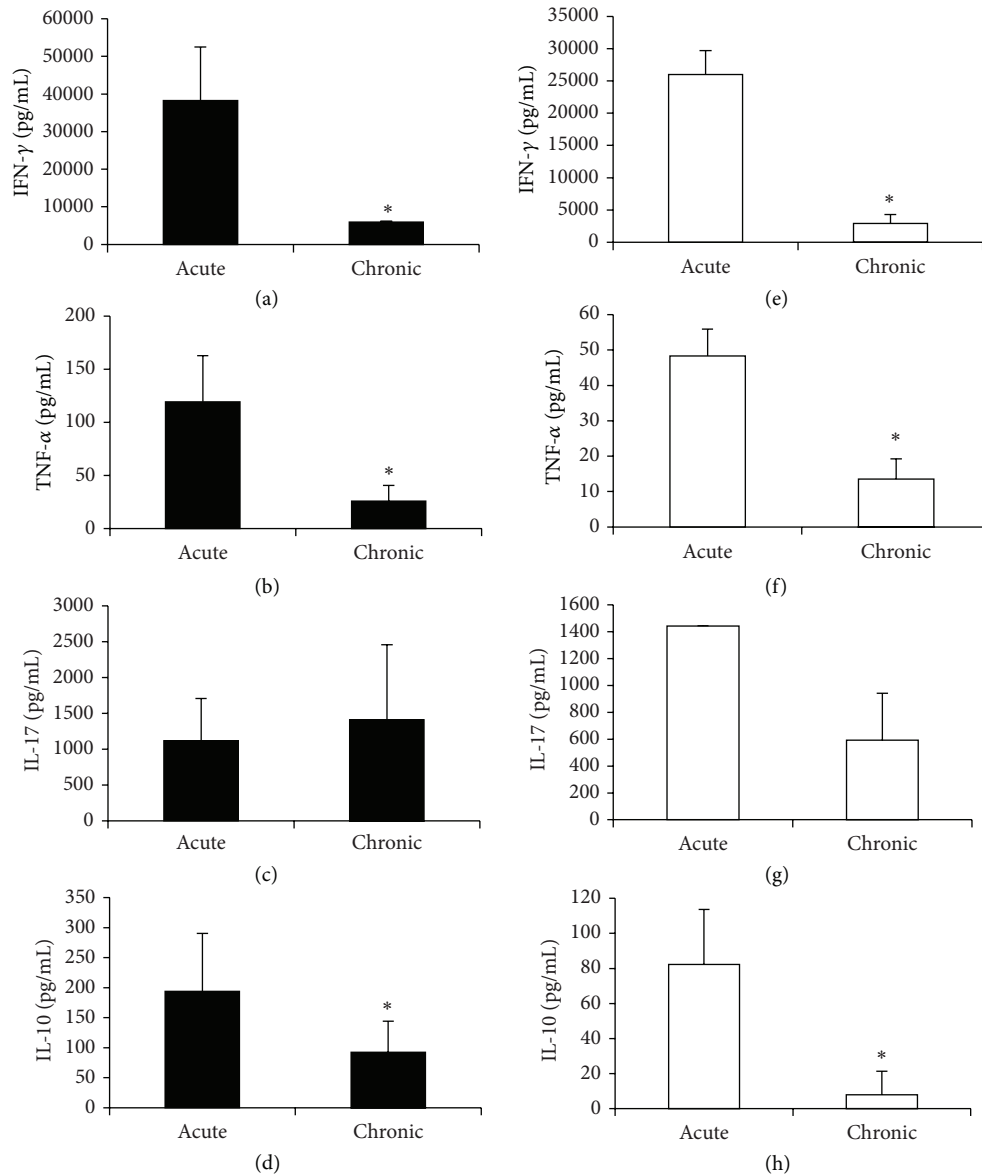 60000
50000
40000
30000
20000
10000
0
IFN-γ (pg/mL)
*
Acute Chronic
(a)
35000
30000
25000
20000
15000
10000
5000
0
IFN-γ (pg/mL)
*
Acute Chronic
(e)
200
150
100
50
0
TNF-α (pg/mL)
*
Acute Chronic
(b)
60
50
40
30
20
10
0
TNF-α (pg/mL)
*
Acute Chronic
(f)
3000
2500
2000
1500
1000
500
0
IL-17 (pg/mL)
Acute Chronic
(c)
1600
1400
1200
1000
800
600
400
200
0
IL-17 (pg/mL)
Acute Chronic
(g)
350
300
250
200
150
100
50
0
IL-10 (pg/mL)
*
Acute Chronic
(d)
120
100
80
60
40
20
0
IL-10 (pg/mL)
*
Acute Chronic
(h)